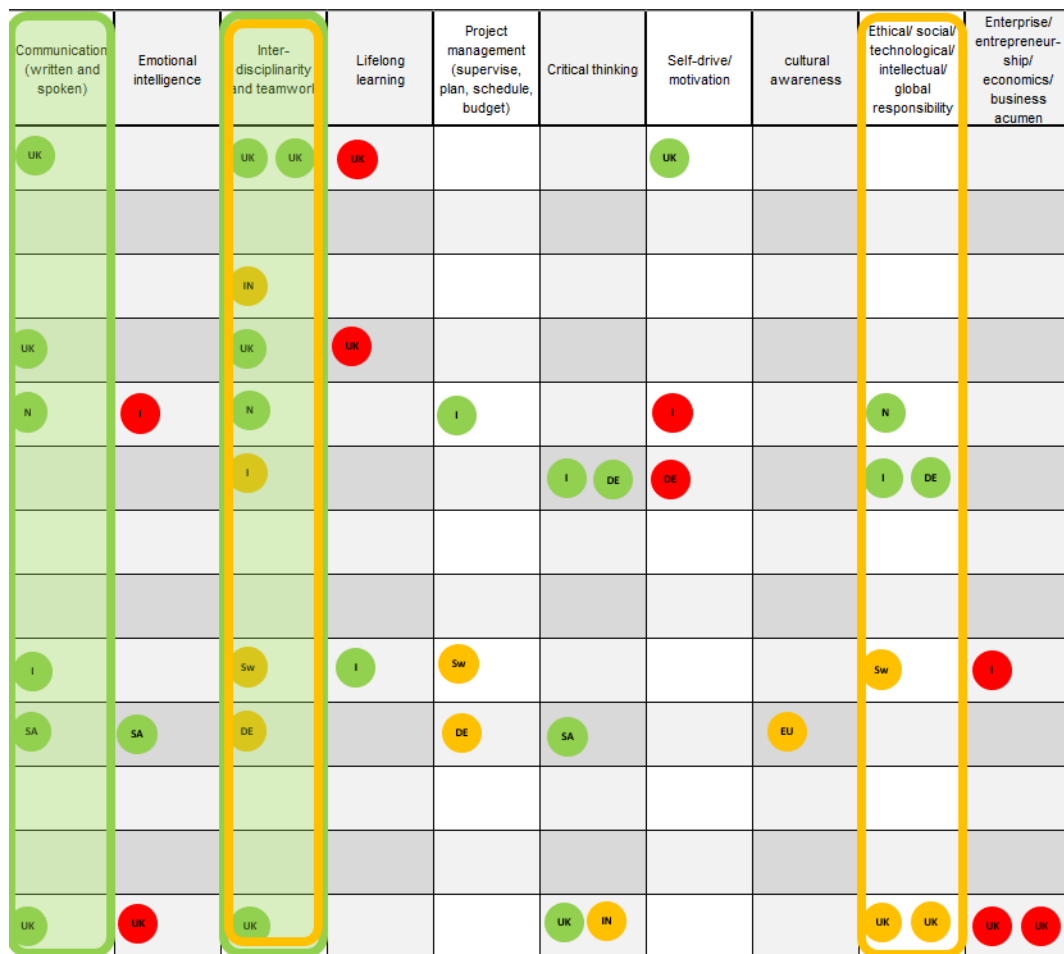 Communication
(written and
spoken)
Emotional
intelligence
Inter-
disciplinarity
and teamwork
Lifelong
learning
Project
management
(supervise,
plan, schedule,
budget)
Critical thinking
Self-drive/
motivation
cultural
awareness
Ethical/ social/
technological/
intellectual/
global
responsibility
Enterprise/
entrepreneur-
ship/
economics/
business
acumen
UK UK UK UK UK
IN
UK UK UK
N I N I I N
I I DE DE I DE
I Sw I Sw Sw I
SA SA DE DE SA EU
UK UK UK UK IN UK UK UK UK